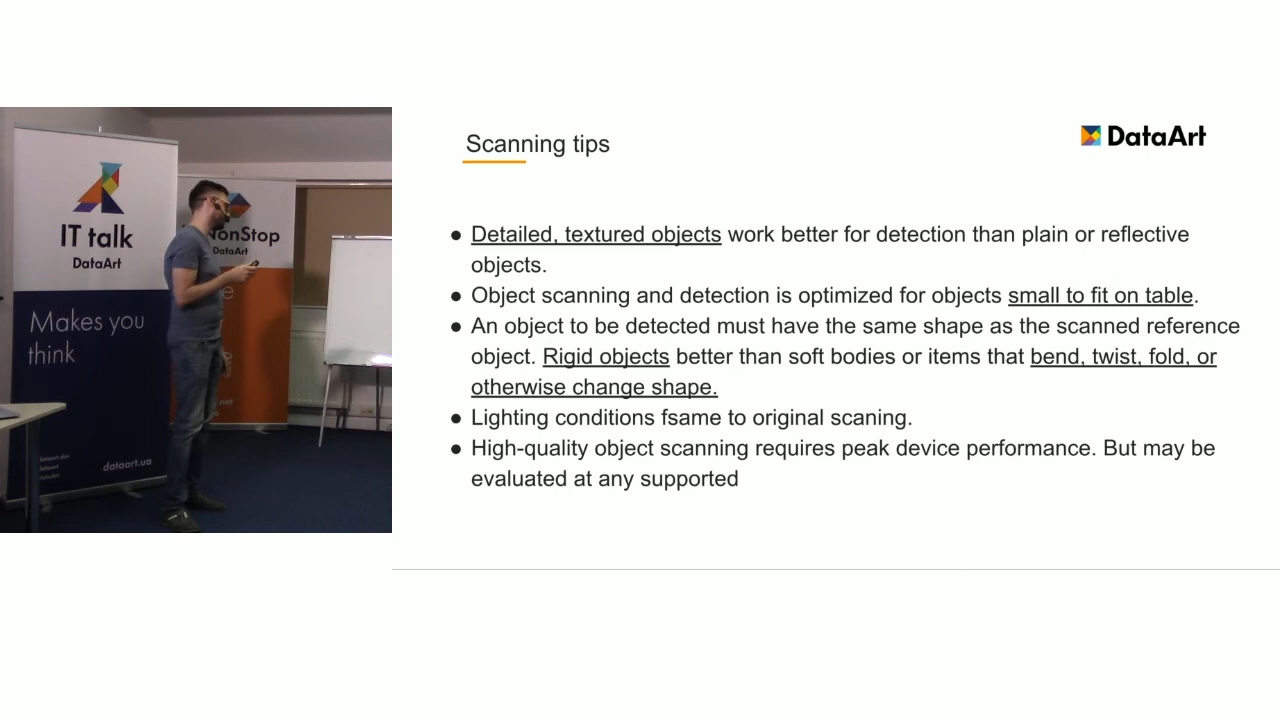 IT talk
DataArt
Makes you
think
dataart.ua
NonStop
DataArt
Scanning tips
DataArt
● Detailed, textured objects work better for detection than plain or reflective
objects.
● Object scanning and detection is optimized for objects small to fit on table.
● An object to be detected must have the same shape as the scanned reference
object. Rigid objects better than soft bodies or items that bend, twist, fold, or
otherwise change shape.
● Lighting conditions fsame to original scaning.
● High-quality object scanning requires peak device performance. But may be
evaluated at any supported